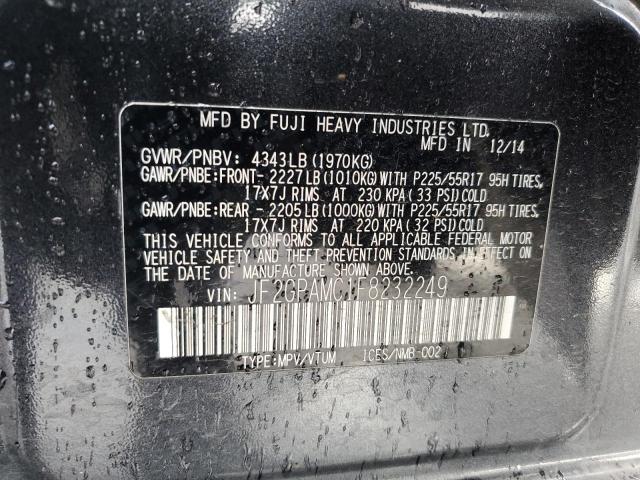 MFD BY FUJI HEAVY INDUSTRIES LTD.
MFD IN 12/14
GVWR/PNBV: 4343LB (1970KG)
GAWR/PNBE:FRONT- 2227LB(1010KG)WITH P225/55R17 95H TIRES,
17X7J RIMS AT 230 KPA(33 PSI)COLD
GAWR/PNBE:REAR - 2205LB(1000KG)WITH P225/55R17 95H TIRES,
17X7J RIMS AT 220 KPA(32 PSI)COLD
THIS VEHICLE CONFORMS TO ALL APPLICABLE FEDERAL MOTOR
VEHICLE SAFETY AND THEFT PREVENTION STANDARDS IN EFFECT ON
THE DATE OF MANUFACTURE SHOWN ABOVE.
VIN: JF2GPAMC1F8232249
TYPE:MPV/VTUM ICES/NMB-002